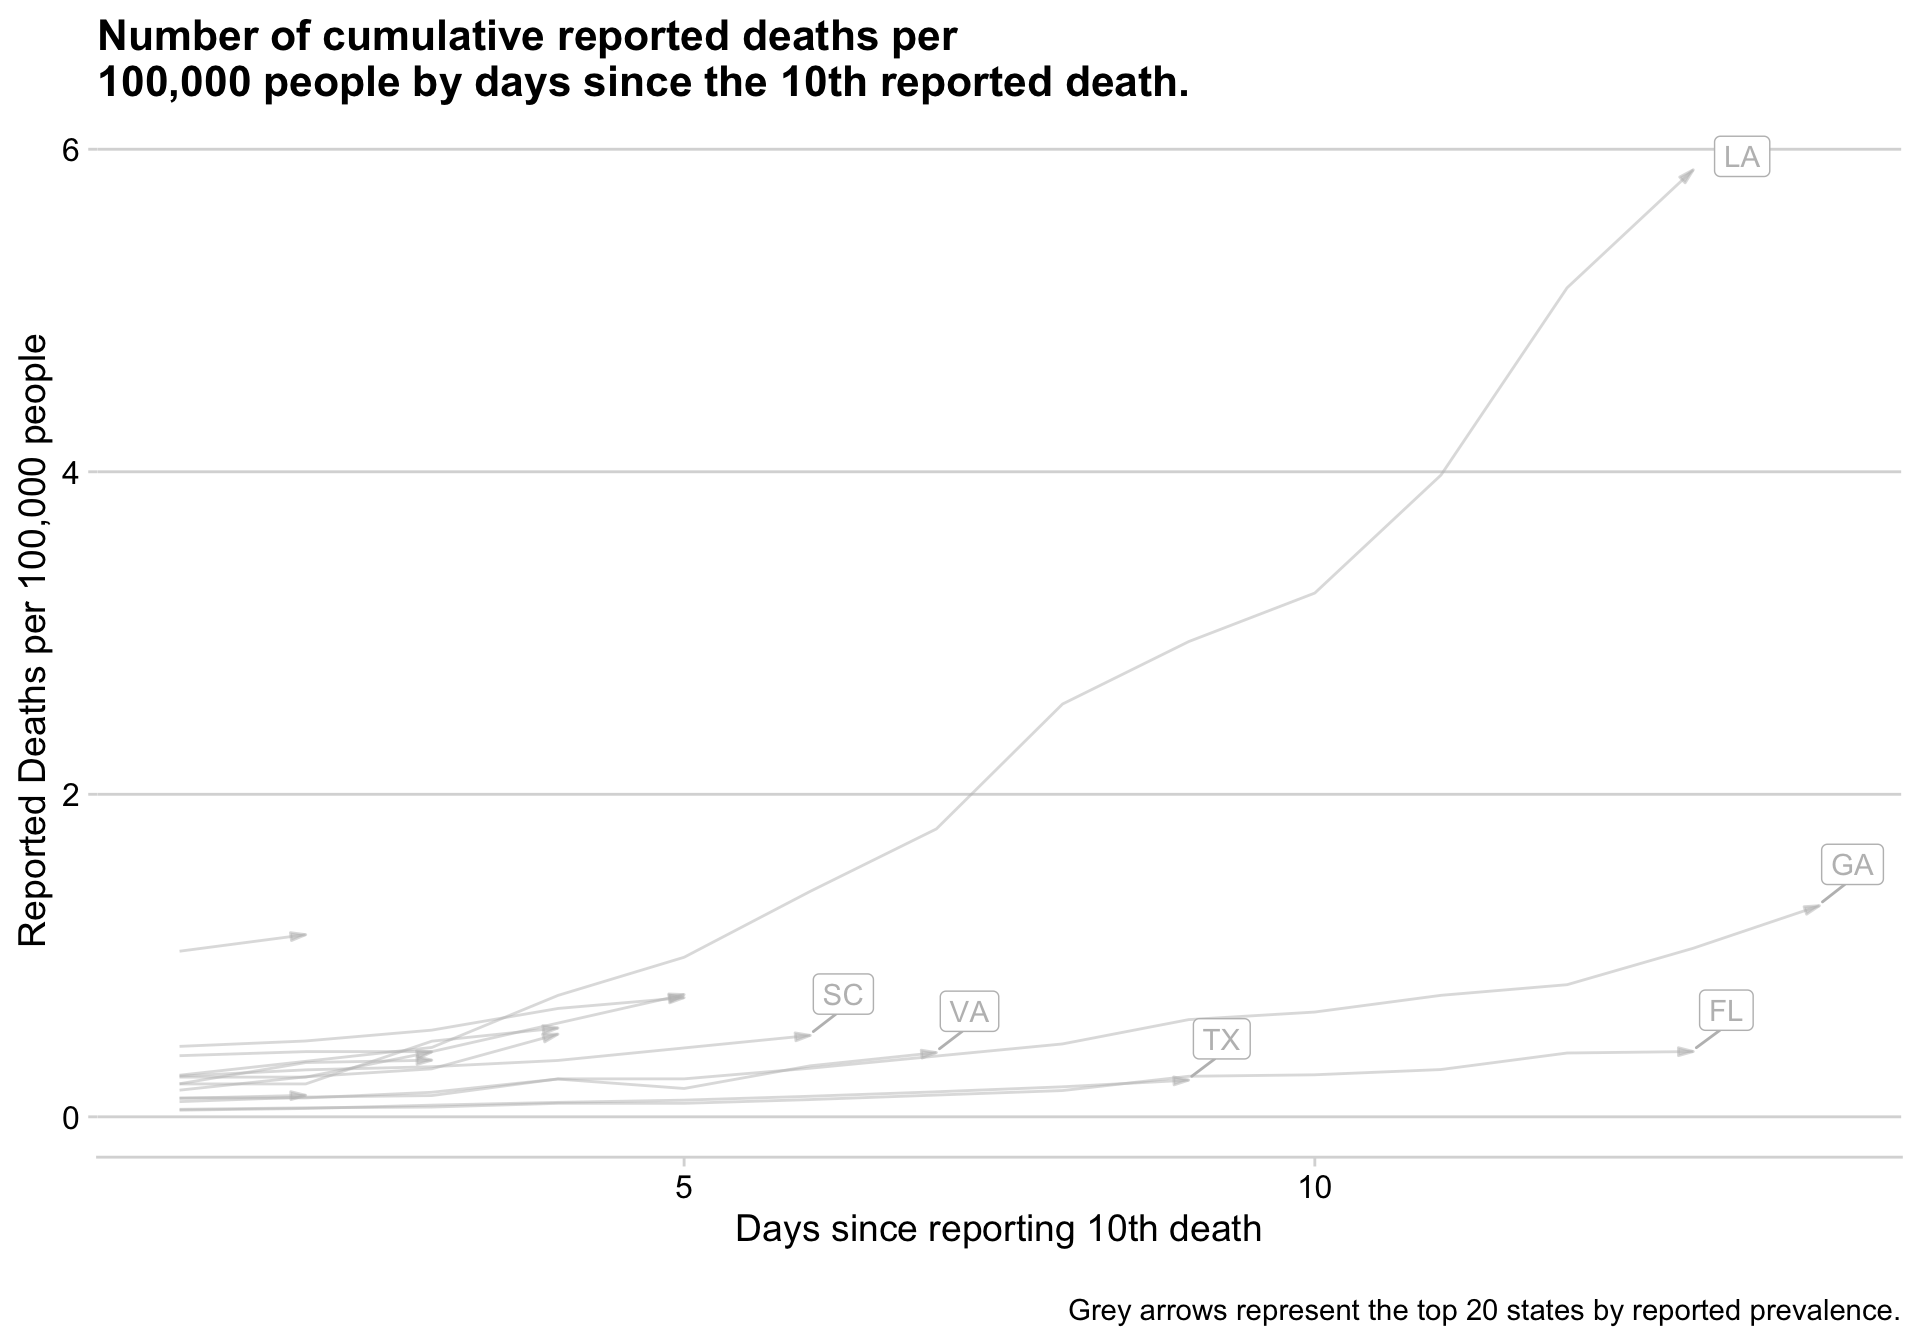 Number of cumulative reported deaths per
100,000 people by days since the 10th reported death.
6
LA
4
Reported Deaths per 100,000 people
2
GA
SC
VA
FL
TX
0
5
10
Days since reporting 10th death
Grey arrows represent the top 20 states by reported prevalence.